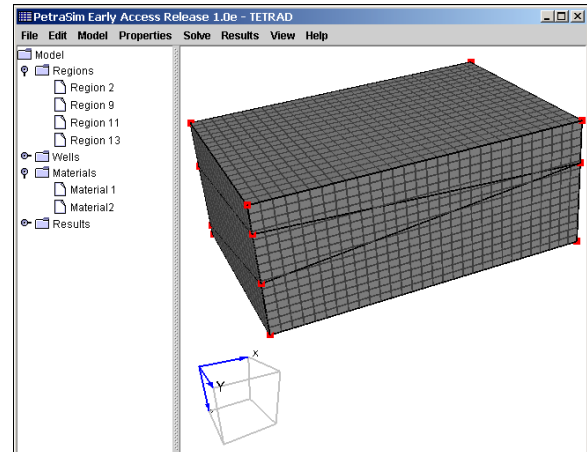 PetraSim Early Access Release 1.0e - TETRAD
File Edit Model Properties Solve Results View Help
Model
Regions
Region 2
Region 9
Region 11
Region 13
Wells
Materials
Material 1
Material2
Results
X
Y